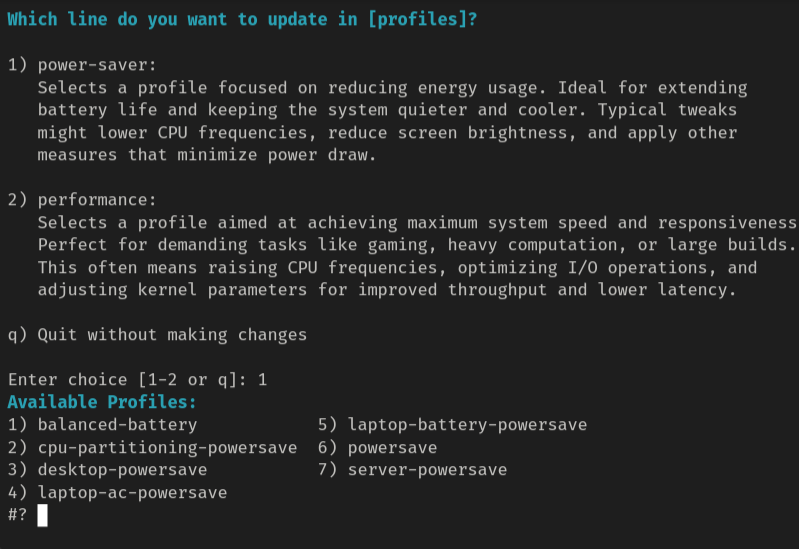 Which line do you want to update in [profiles]?
1) power-saver:
Selects a profile focused on reducing energy usage. Ideal for extending
battery life and keeping the system quieter and cooler. Typical tweaks
might lower CPU frequencies, reduce screen brightness, and apply other
measures that minimize power draw.
2) performance:
Selects a profile aimed at achieving maximum system speed and responsiveness
Perfect for demanding tasks like gaming, heavy computation, or large builds.
This often means raising CPU frequencies, optimizing I/O operations, and
adjusting kernel parameters for improved throughput and lower latency.
q) Quit without making changes
Enter choice [1-2 or q]: 1
Available Profiles:
1) balanced-battery 5) laptop-battery-powersave
2) cpu-partitioning-powersave 6) powersave
3) desktop-powersave 7) server-powersave
4) laptop-ac-powersave
#?